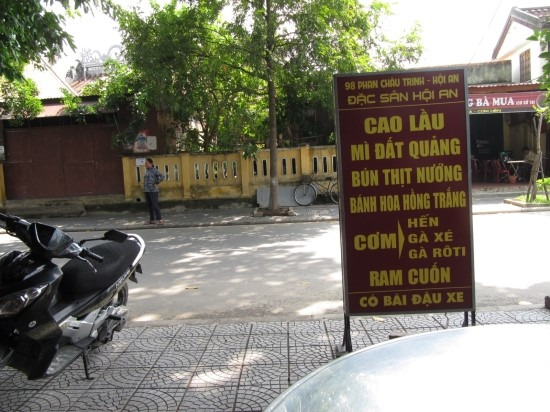 98 PHAN CHÂU TRINH - HỘI AN
ĐẶC SẢN HỘI AN
CAO LẦU
MÌ ĐẤT QUẢNG
BÚN THỊT NƯỚNG
BÁNH HOA HỒNG TRẮNG
CƠM
HẾN
GÀ XÉ
GÀ RÔTI
RAM CUỐN
CÓ BÃI ĐẬU XE
G BÀ MUA